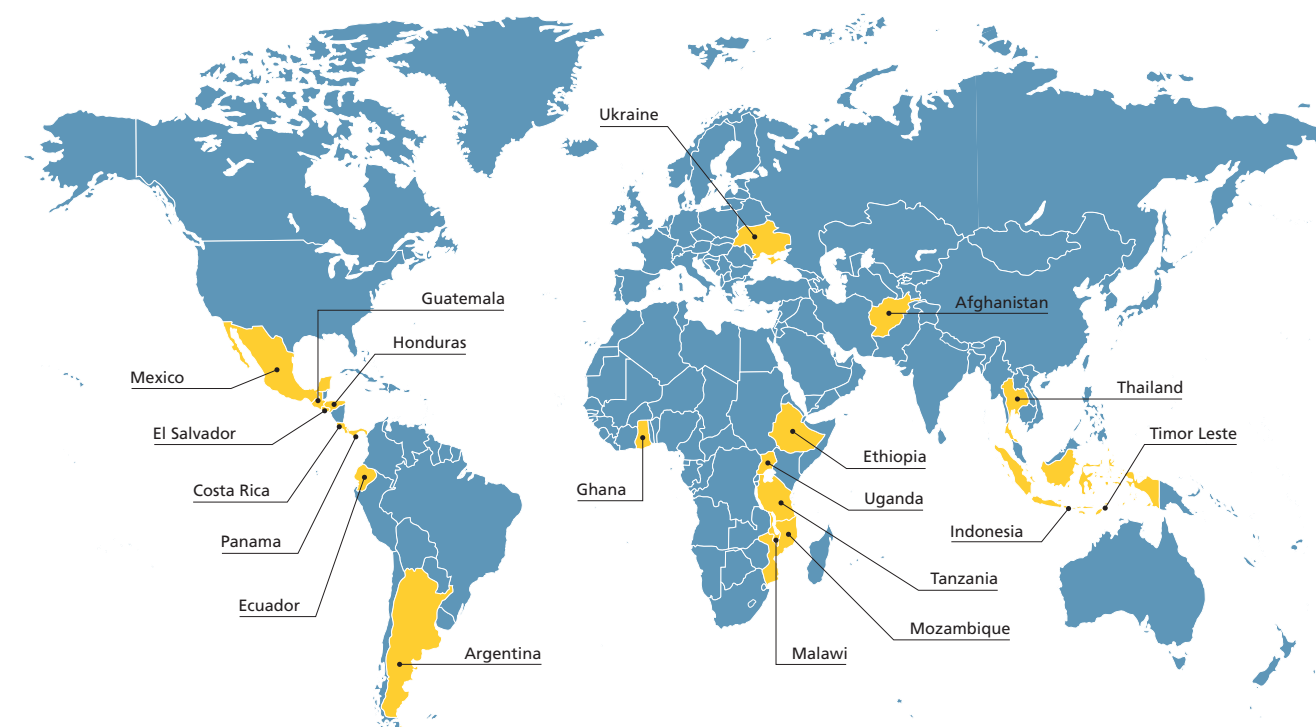 Ukraine
Guatemala
Afghanistan
Honduras
Mexico
Thailand
El Salvador
Timor Leste
Ethiopia
Costa Rica
Ghana
Uganda
Indonesia
Panama
Tanzania
Ecuador
Mozambique
Argentina
Malawi